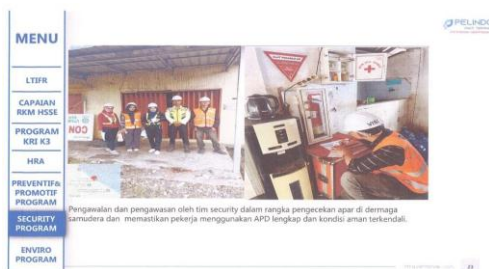 PELINDO
MENU
LTIFR
CAPAIAN
RKM HSSE
PROGRAM
KRI K3
HRA
PREVENTIF&
PROMOTIF
PROGRAM
SECURITY
PROGRAM
ENVIRO
PROGRAM
Pengawalan dan pengawasan oleh tim security dalam rangka pengecekan apar di dermaga
samudera dan memastikan pekerja menggunakan APD lengkap dan kondisi aman terkendali.